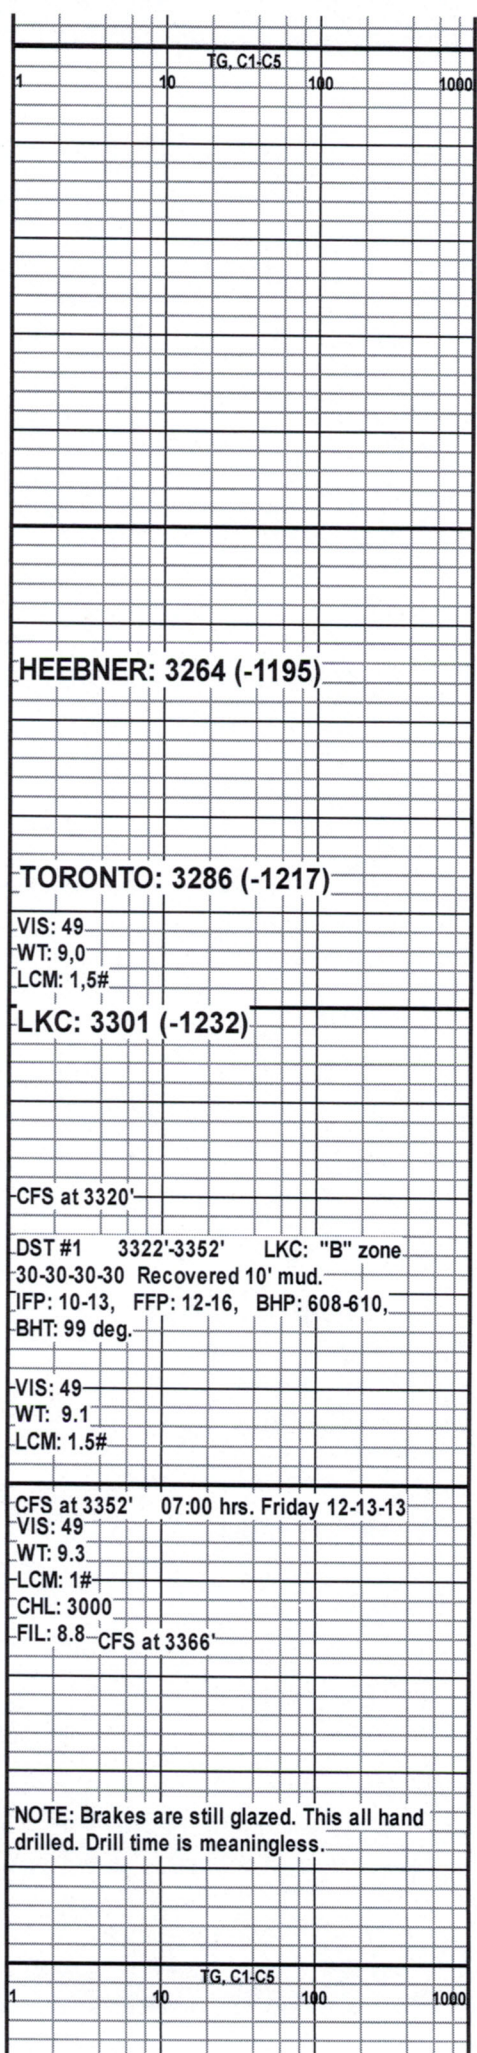 TG, C1-C5
1 10 100 1000
HEEBNER: 3264 (-1195)
TORONTO: 3286 (-1217)
VIS: 49
WT: 9,0
LCM: 1,5#
LKC: 3301 (-1232)
CFS at 3320'
DST #1 3322'-3352' LKC: "B" zone
30-30-30-30 Recovered 10' mud.
IFP: 10-13, FFP: 12-16, BHP: 608-610,
BHT: 99 deg.
VIS: 49
WT: 9.1
LCM: 1.5#
CFS at 3352' 07:00 hrs. Friday 12-13-13
VIS: 49
WT: 9.3
LCM: 1#
CHL: 3000
FIL: 8.8 CFS at 3366'
NOTE: Brakes are still glazed. This all hand
drilled. Drill time is meaningless.
TG, C1-C5
1 10 100 1000